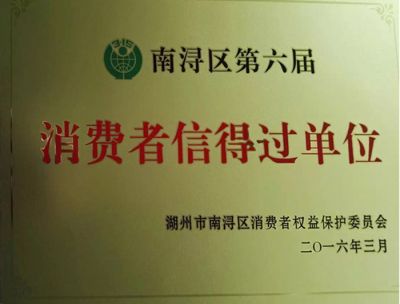 315
南浔区第六届
消费者信得过单位
湖州市南浔区消费者权益保护委员会
二〇一六年三月